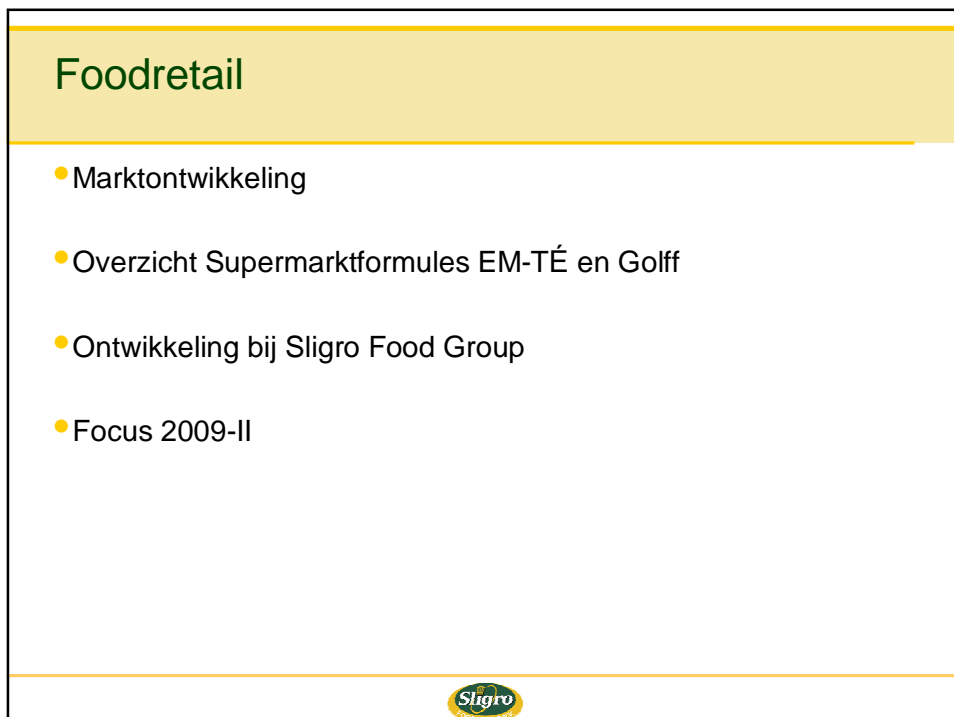 Foodretail
•Marktontwikkeling
•Overzicht Supermarktformules EM-TÉ en Golff
•Ontwikkeling bij Sligro Food Group
•Focus 2009-II
Sligro